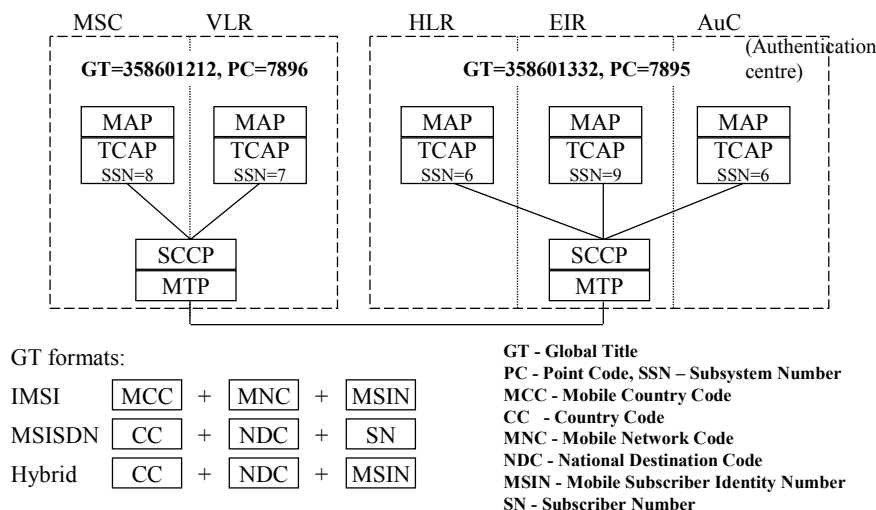 MSC VLR HLR EIR AuC
(Authentication
centre)
GT=358601212, PC=7896 GT=358601332, PC=7895
MAP MAP MAP MAP MAP
TCAP TCAP TCAP TCAP TCAP
SSN=8 SSN=7 SSN=6 SSN=9 SSN=6
SCCP SCCP
MTP MTP
GT formats:
IMSI MCC + MNC + MSIN
MSISDN CC + NDC + SN
Hybrid CC + NDC + MSIN
GT - Global Title
PC - Point Code, SSN – Subsystem Number
MCC - Mobile Country Code
CC - Country Code
MNC - Mobile Network Code
NDC - National Destination Code
MSIN - Mobile Subscriber Identity Number
SN - Subscriber Number